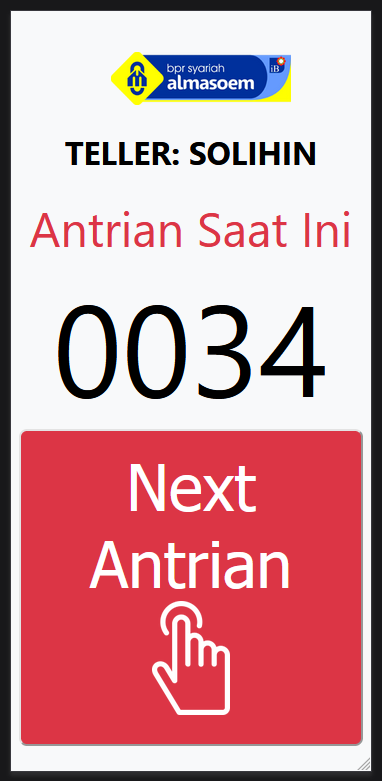 bpr syariah
almasoem
iB
TELLER: SOLIHIN
Antrian Saat Ini
0034
Next
Antrian